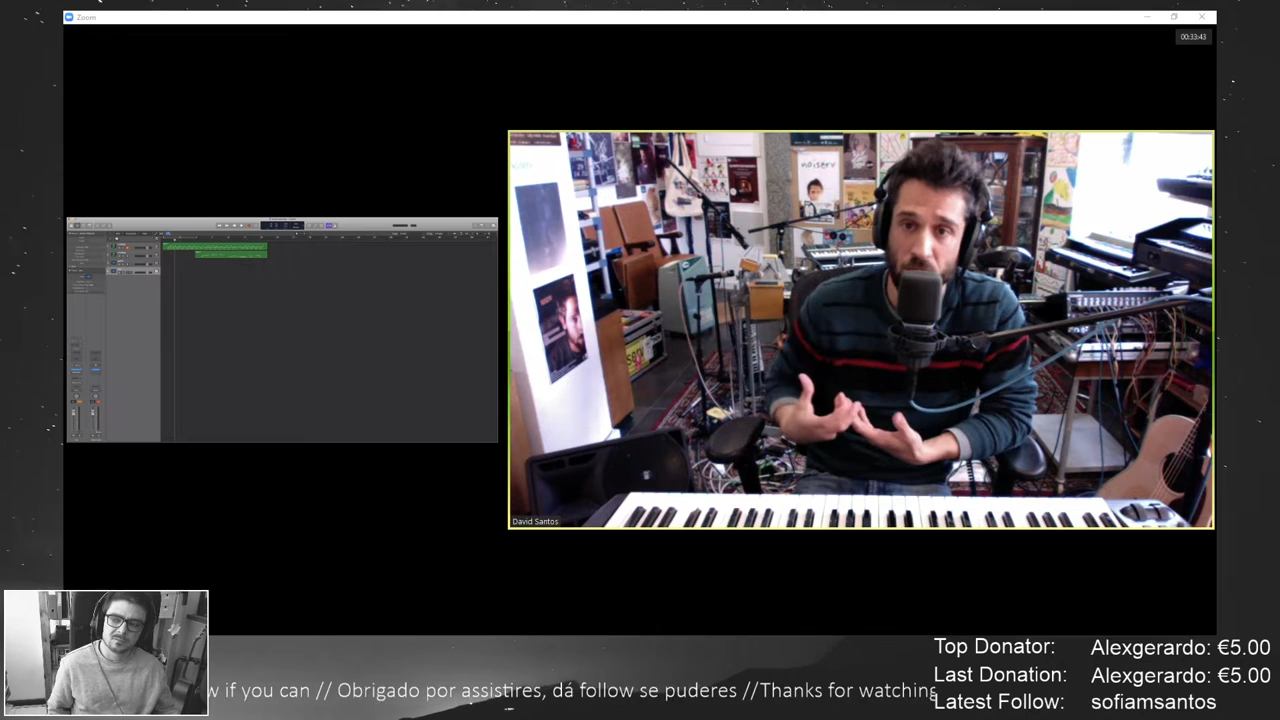 Zoom
00:33:43
noiserv
David Santos
Top Donator: Alexgerardo: €5.00
Last Donation: Alexgerardo: €5.00
Latest Follow: sofiamsantos
w if you can // Obrigado por assistires, dá follow se puderes //Thanks for watching